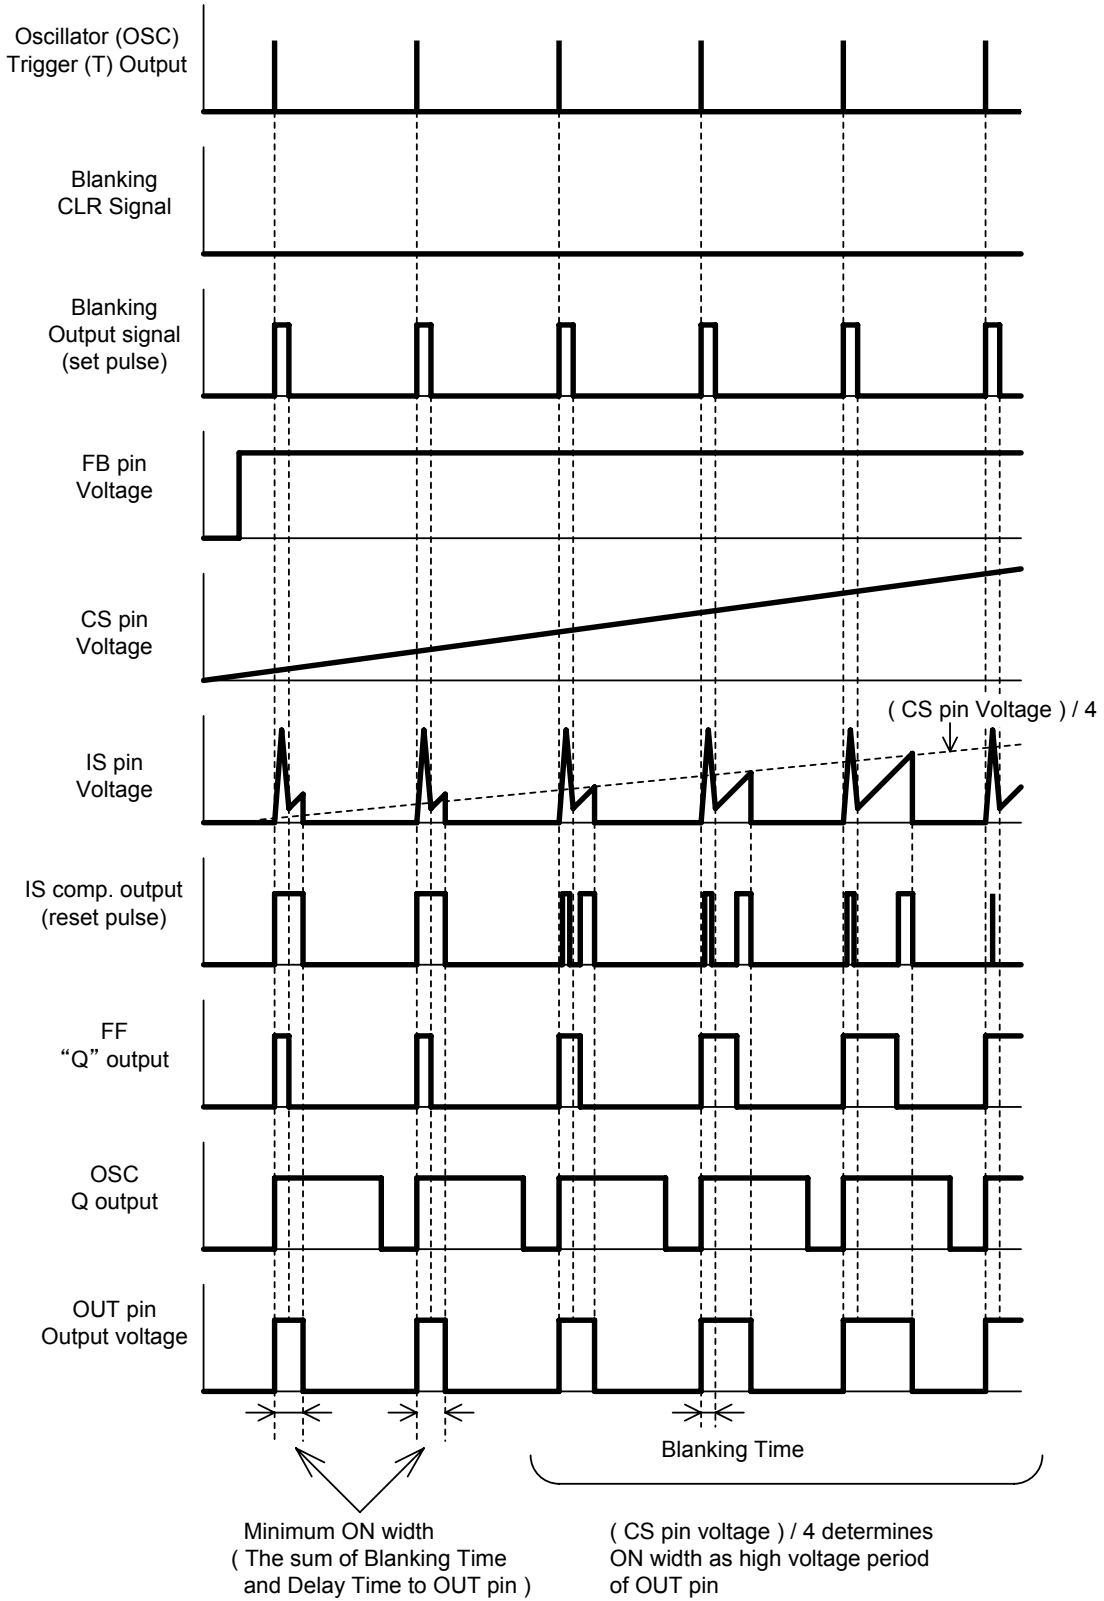 Oscillator (OSC)
Trigger (T) Output
Blanking
CLR Signal
Blanking
Output signal
(set pulse)
FB pin
Voltage
CS pin
Voltage
( CS pin Voltage ) / 4
IS pin
Voltage
IS comp. output
(reset pulse)
FF
“Q” output
OSC
Q output
OUT pin
Output voltage
Blanking Time
Minimum ON width
( The sum of Blanking Time
and Delay Time to OUT pin )
( CS pin voltage ) / 4 determines
ON width as high voltage period
of OUT pin